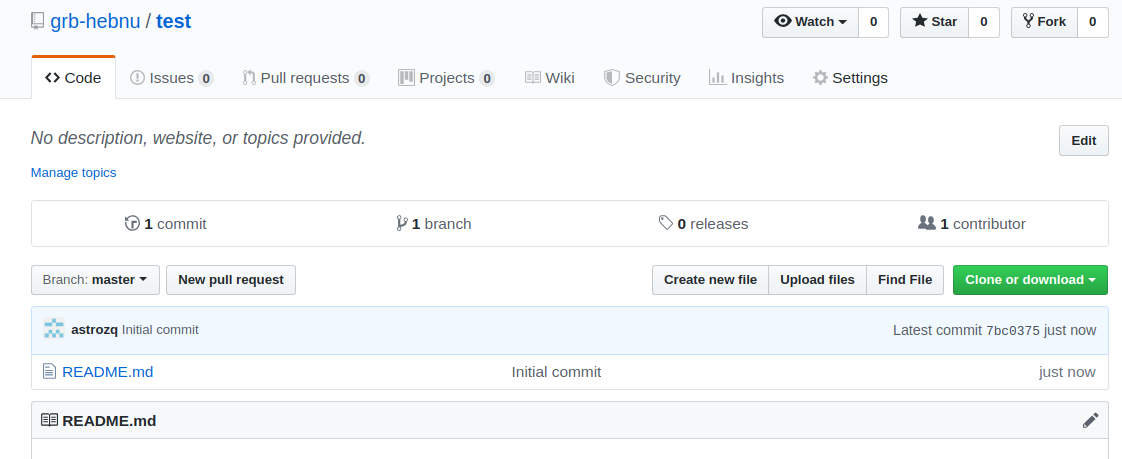 grb-hebnu / test
Watch 0 Star 0 Fork 0
Code Issues 0 Pull requests 0 Projects 0 Wiki Security Insights Settings
No description, website, or topics provided.
Edit
Manage topics
1 commit 1 branch 0 releases 1 contributor
Branch: master New pull request Create new file Upload files Find File Clone or download
astrozq Initial commit Latest commit 7bc0375 just now
README.md Initial commit just now
README.md